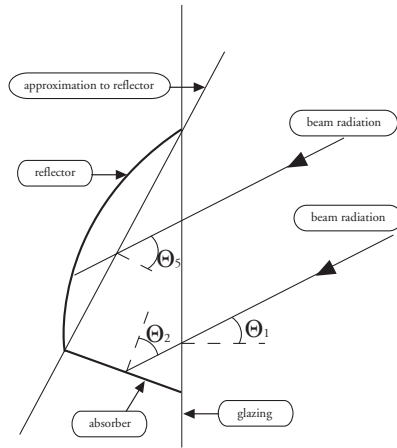 approximation to reflector
beam radiation
reflector
beam radiation
Θ5
Θ2
Θ1
absorber
glazing